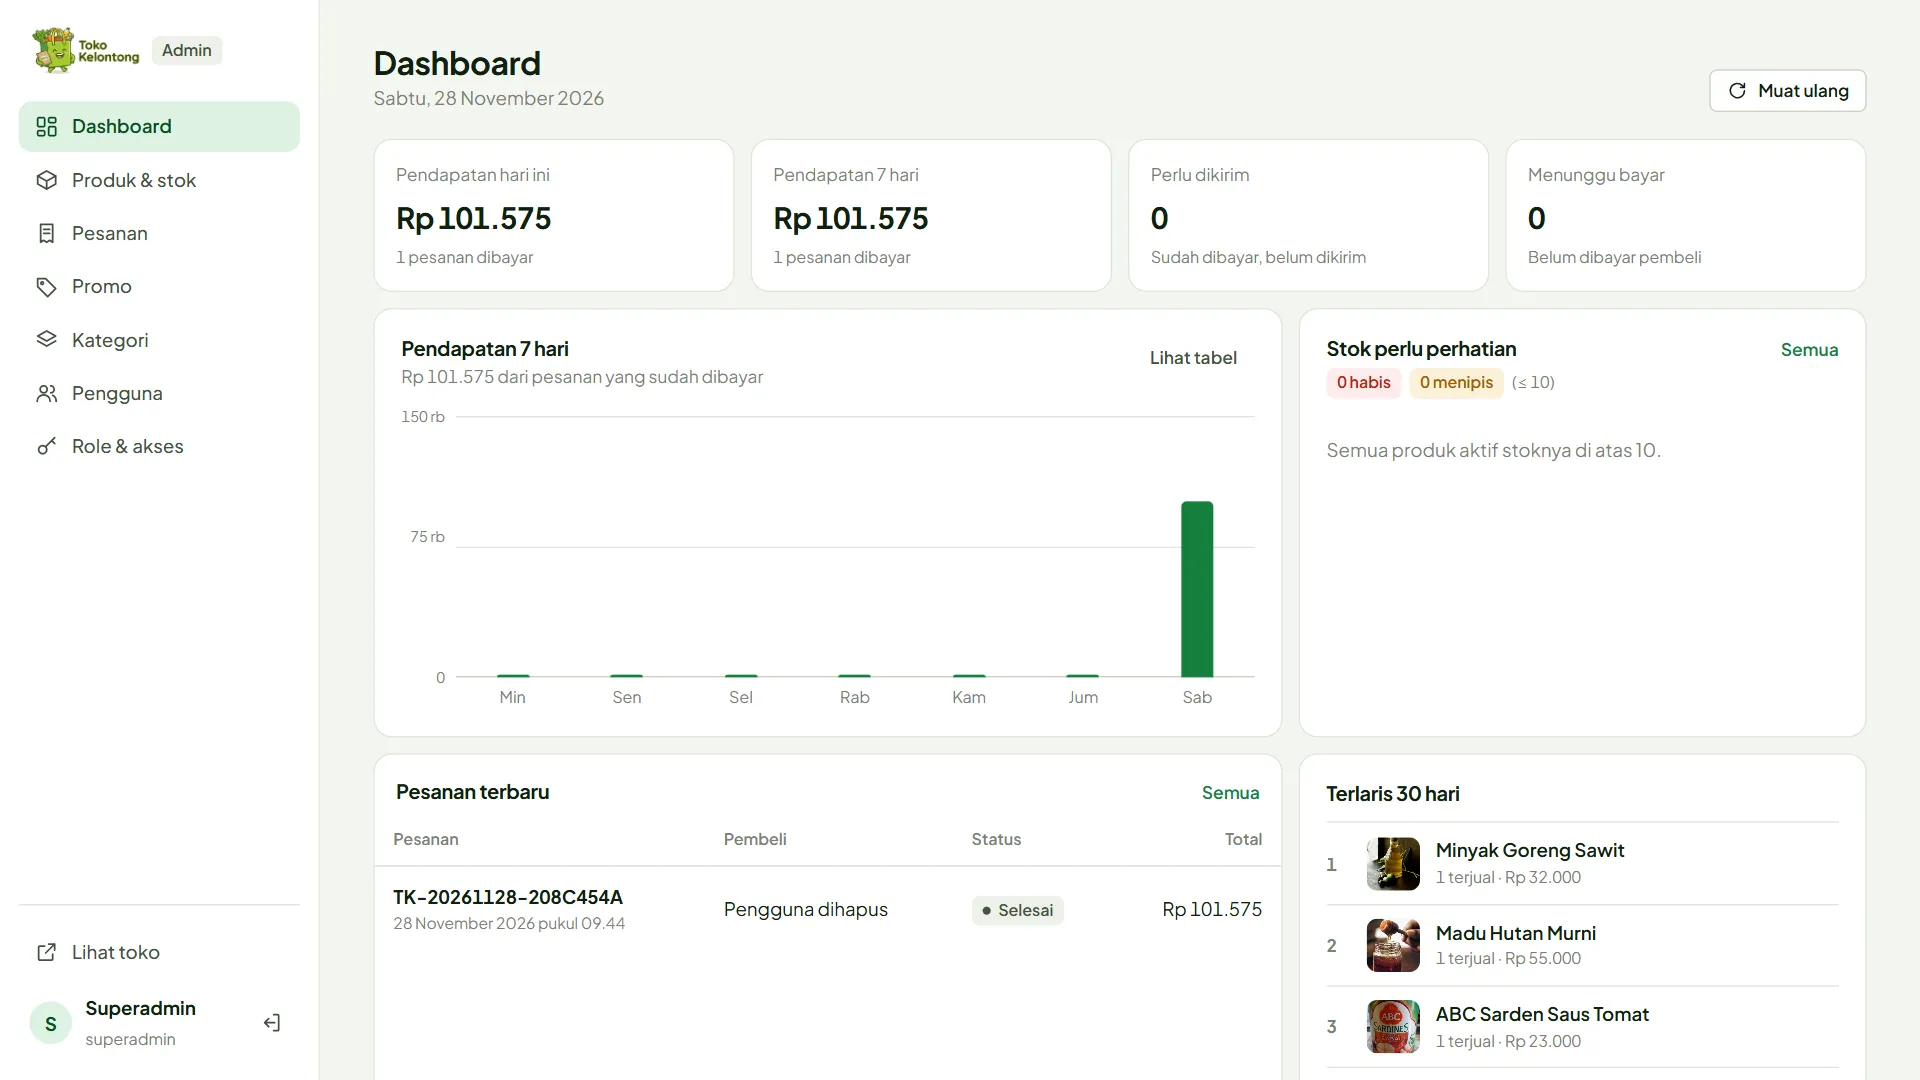 Toko
Kelontong
Admin
Dashboard
Produk & stok
Pesanan
Promo
Kategori
Pengguna
Role & akses
Lihat toko
S
Superadmin
superadmin
Dashboard
Sabtu, 28 November 2026
Muat ulang
Pendapatan hari ini
Rp 101.575
1 pesanan dibayar
Pendapatan 7 hari
Rp 101.575
1 pesanan dibayar
Perlu dikirim
0
Sudah dibayar, belum dikirim
Menunggu bayar
0
Belum dibayar pembeli
Pendapatan 7 hari
Rp 101.575 dari pesanan yang sudah dibayar
Lihat tabel
150 rb
75 rb
0
Min Sen Sel Rab Kam Jum Sab
Stok perlu perhatian
Semua
0 habis 0 menipis (≤ 10)
Semua produk aktif stoknya di atas 10.
Pesanan terbaru
Semua
Pesanan Pembeli Status Total
TK-20261128-208C454A
28 November 2026 pukul 09.44
Pengguna dihapus
Selesai
Rp 101.575
Terlaris 30 hari
1
Minyak Goreng Sawit
1 terjual · Rp 32.000
2
Madu Hutan Murni
1 terjual · Rp 55.000
3
ABC
SARDINES
ABC Sarden Saus Tomat
1 terjual · Rp 23.000